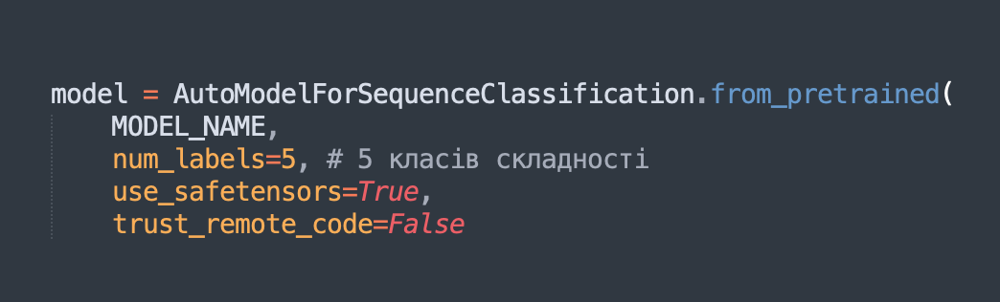 model = AutoModelForSequenceClassification.from_pretrained(
    MODEL_NAME,
    num_labels=5, # 5 класів складності
    use_safetensors=True,
    trust_remote_code=False